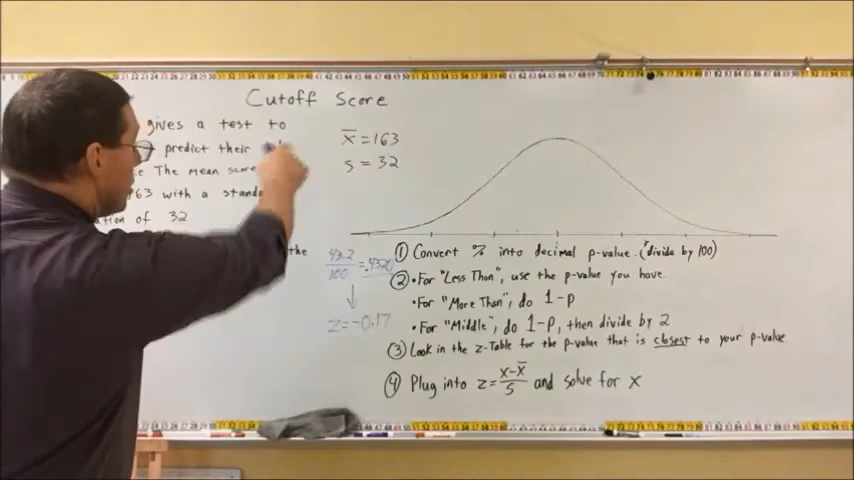 Cutoff Score
gives a test to
predict their
The mean score
163 with a stand
of 32
the
x̄ = 163
s = 32
43.2/100 = .4320
↓
z = -0.17
① Convert % into decimal p-value. (divide by 100)
② • For "Less Than", use the p-value you have
• For "More Than", do 1-p
• For "Middle", do 1-p, then divide by 2
③ Look in the z-Table for the p-value that is closest to your p-value
④ Plug into z = (x-x̄)/s and solve for x